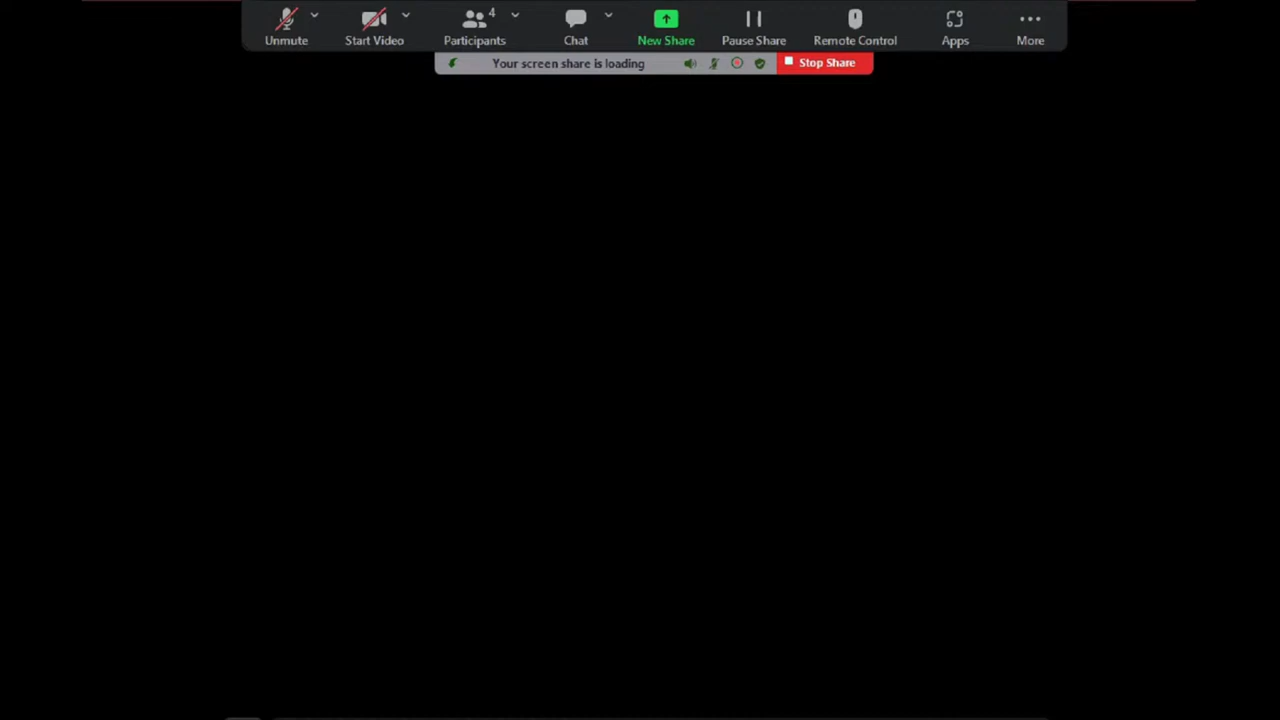 Unmute Start Video Participants 4 Chat New Share Pause Share Remote Control Apps More
Your screen share is loading Stop Share